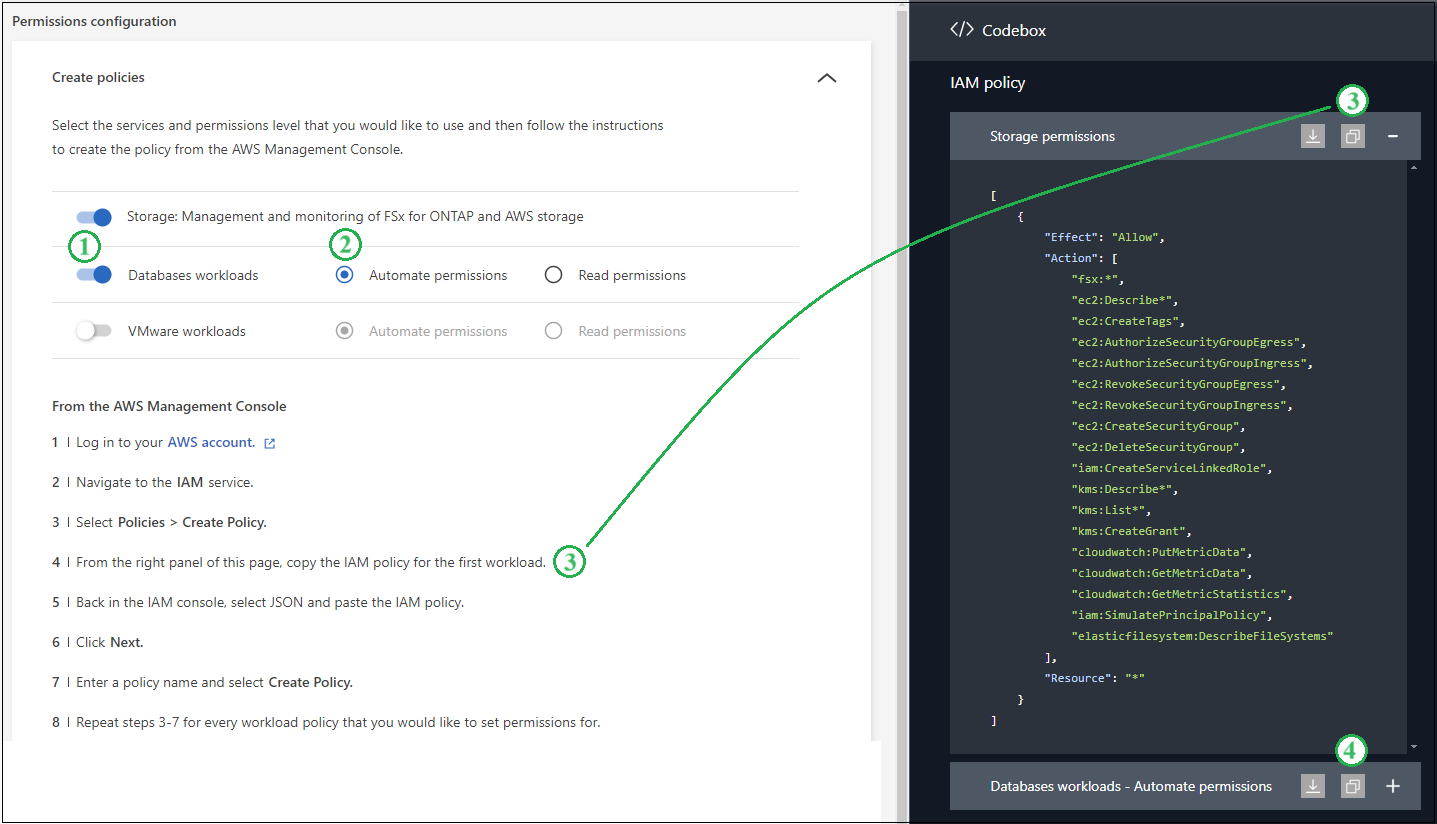 Permissions configuration
Create policies
Select the services and permissions level that you would like to use and then follow the instructions
to create the policy from the AWS Management Console.
Storage: Management and monitoring of FSx for ONTAP and AWS storage
1
2
Databases workloads Automate permissions Read permissions
VMware workloads Automate permissions Read permissions
From the AWS Management Console
1 | Log in to your AWS account.
2 | Navigate to the IAM service.
3 | Select Policies > Create Policy.
4 | From the right panel of this page, copy the IAM policy for the first workload. 3
5 | Back in the IAM console, select JSON and paste the IAM policy.
6 | Click Next.
7 | Enter a policy name and select Create Policy.
8 | Repeat steps 3-7 for every workload policy that you would like to set permissions for.
</> Codebox
IAM policy
3
Storage permissions
[
{
"Effect": "Allow",
"Action": [
"fsx:*",
"ec2:Describe*",
"ec2:CreateTags",
"ec2:AuthorizeSecurityGroupEgress",
"ec2:AuthorizeSecurityGroupIngress",
"ec2:RevokeSecurityGroupEgress",
"ec2:RevokeSecurityGroupIngress",
"ec2:CreateSecurityGroup",
"ec2:DeleteSecurityGroup",
"iam:CreateServiceLinkedRole",
"kms:Describe*",
"kms:List*",
"kms:CreateGrant",
"cloudwatch:PutMetricData",
"cloudwatch:GetMetricData",
"cloudwatch:GetMetricStatistics",
"iam:SimulatePrincipalPolicy",
"elasticfilesystem:DescribeFileSystems"
],
"Resource": "*"
}
]
4
Databases workloads - Automate permissions